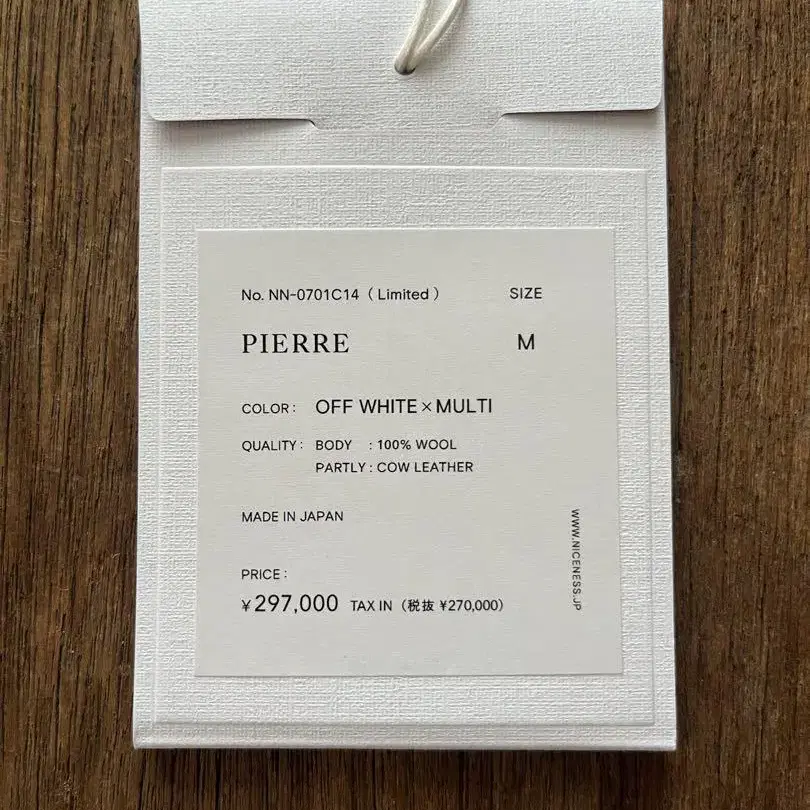 No. NN-0701C14 ( Limited ) SIZE
PIERRE M
COLOR : OFF WHITE × MULTI
QUALITY : BODY : 100% WOOL
PARTLY : COW LEATHER
MADE IN JAPAN
PRICE :
¥297,000 TAX IN (税抜 ¥270,000)
WWW.NICENESS.JP